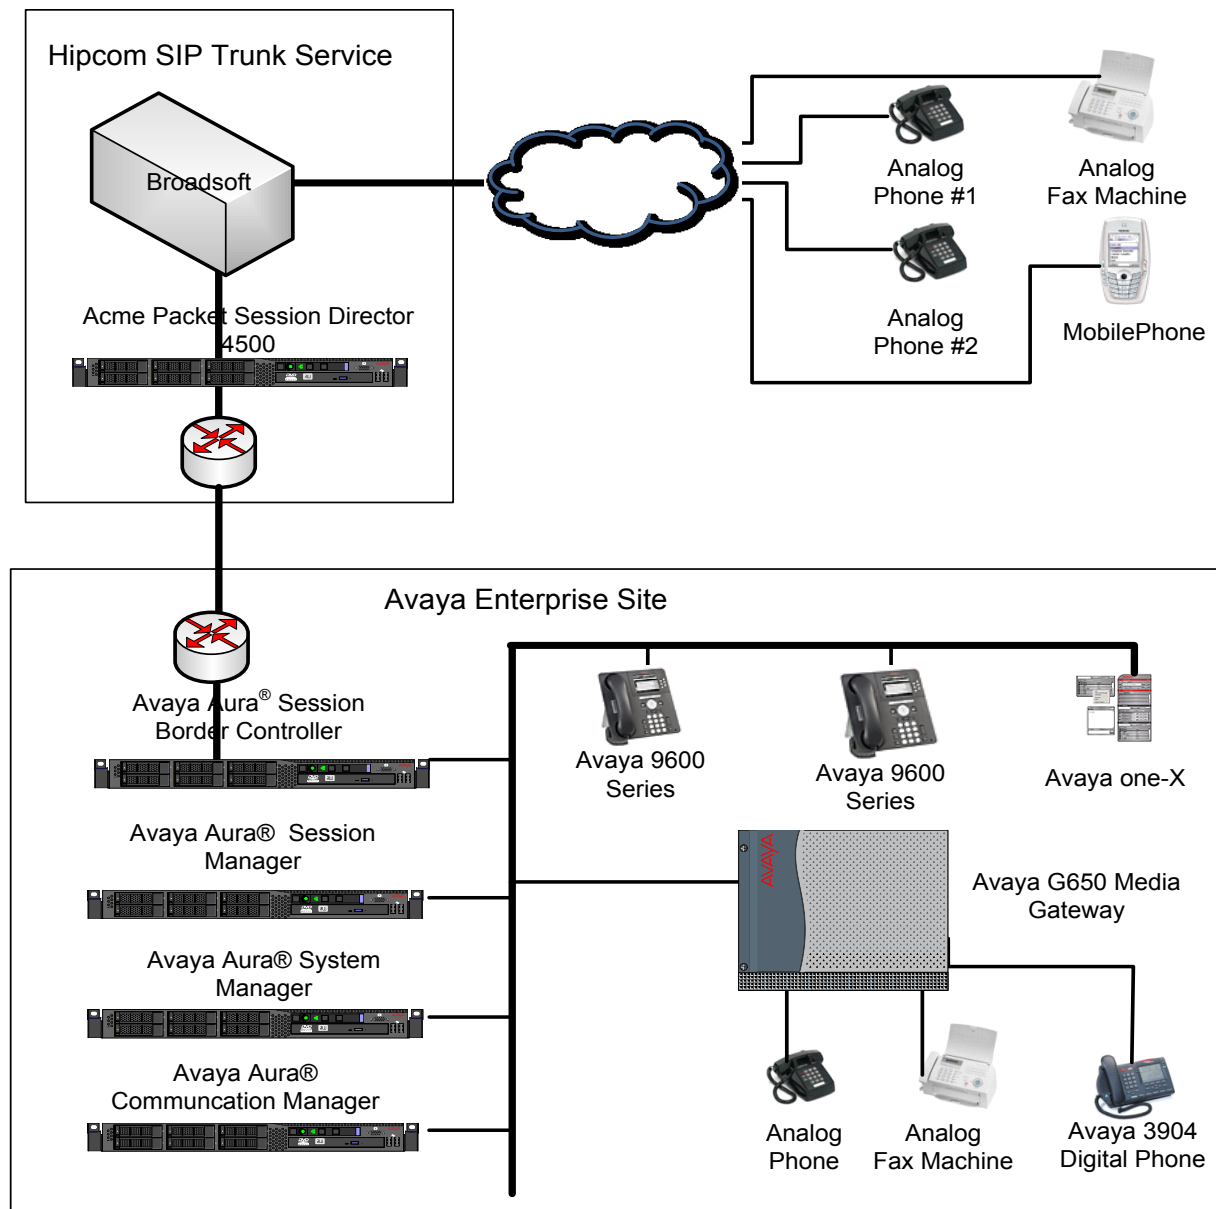 Hipcom SIP Trunk Service
Broadsoft
Acme Packet Session Director
4500
Analog
Phone #1
Analog
Fax Machine
Analog
Phone #2
MobilePhone
Avaya Enterprise Site
Avaya Aura® Session
Border Controller
Avaya 9600
Series
Avaya 9600
Series
Avaya one-X
Avaya Aura® Session
Manager
AVAYA
Avaya G650 Media
Gateway
Avaya Aura® System
Manager
Avaya Aura®
Communcation Manager
Analog
Phone
Analog
Fax Machine
Avaya 3904
Digital Phone